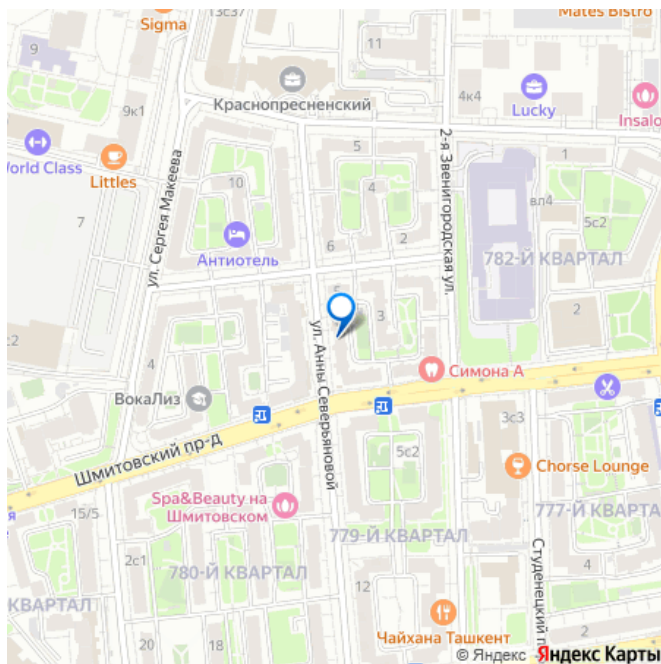 Mates Bistro
Sigma
13с37
11
9
9к1
Краснопресненский
4к4
Lucky
Insalo
World Class
Littles
5
1
4
10
вл4
5с2
7
ул. Сергея Макеева
2-я Звенигородская ул.
Антиотель
6
2
782-Й КВАРТАЛ
5
3
2
с2
ул. Анны Северьяновой
4
Симона А
ВокаЛиз
Шмитовский пр-д
3с3
5с2
Chorse Lounge
Spa&Beauty на
Шмитовском
15/5
777-Й КВАРТАЛ
779-Й КВАРТАЛ
2с1
780-Й КВАРТАЛ
4
Студенецкий п
12
КВАРТАЛ
Чайхана Ташкент
20
18
2
© Яндекс Яндекс Карты